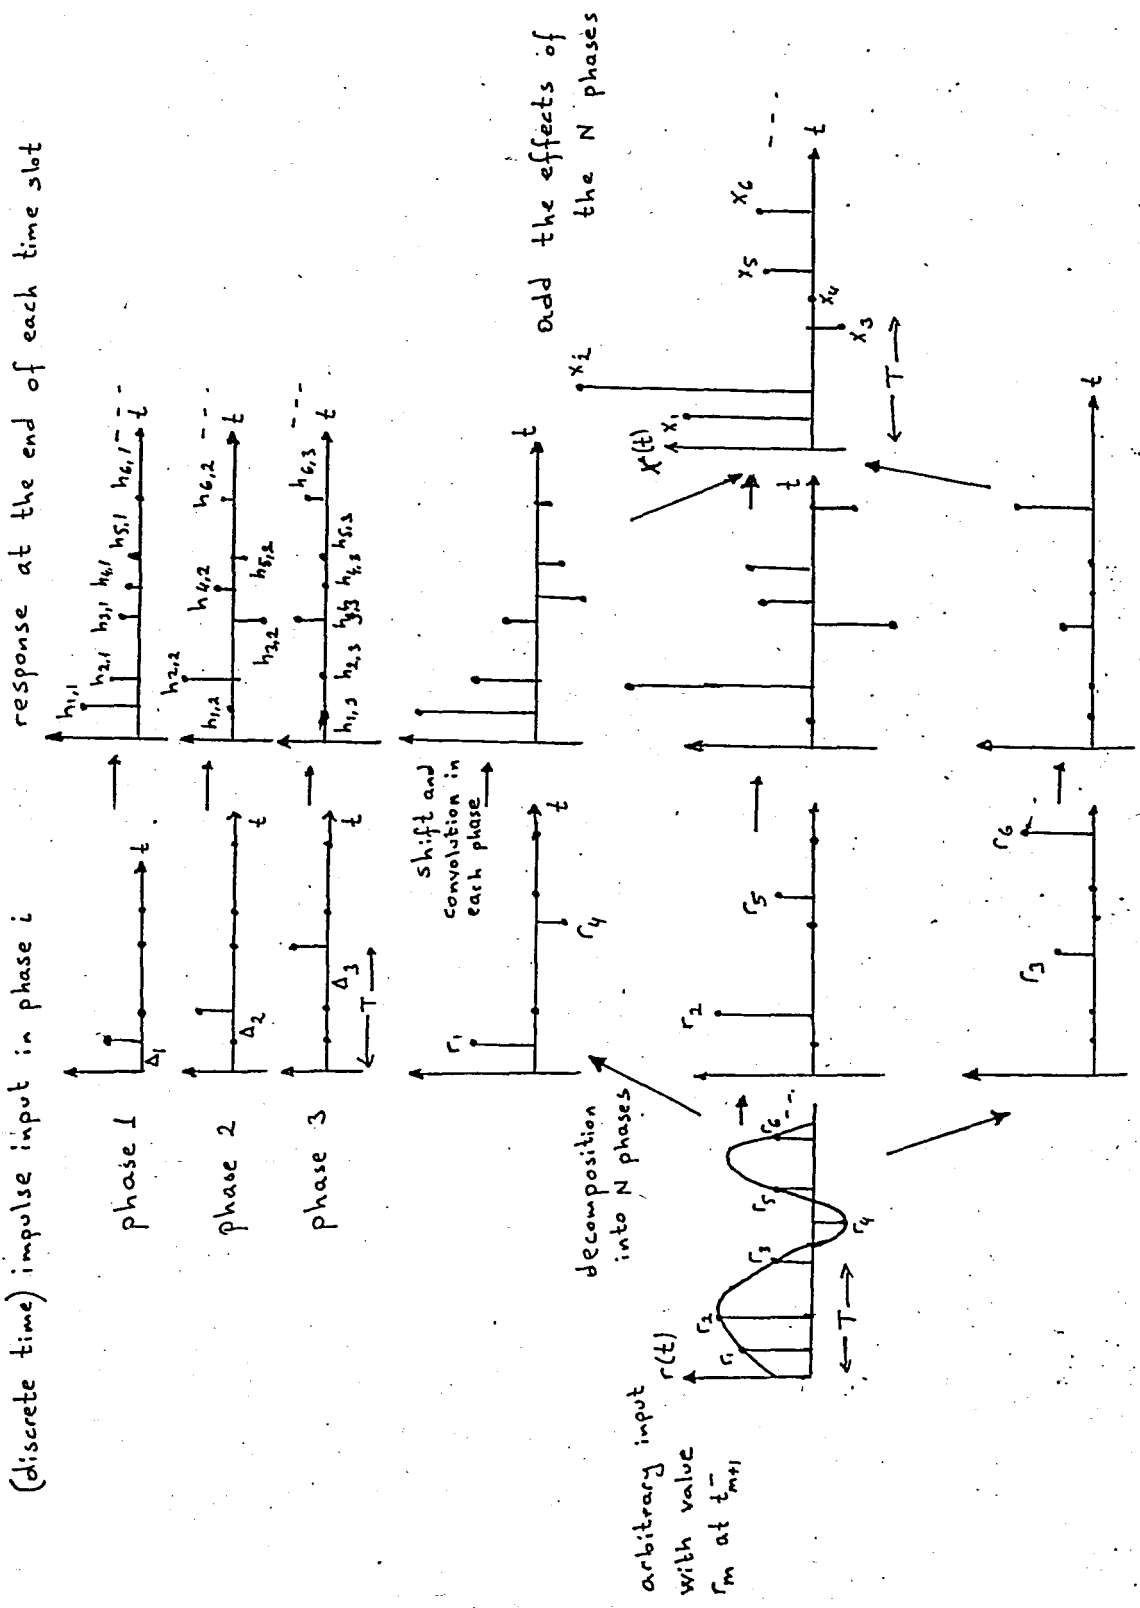 (discrete time) impulse input in phase i
response at the end of each time slot
phase 1
Δ1
t
h1,1
h2,1
h3,1
h4,1
h5,1
h6,1
t
phase 2
Δ2
t
h1,2
h2,2
h3,2
h4,2
h5,2
h6,2
t
phase 3
Δ3
T
t
h1,3
h2,3
h4,3
h5,3
h6,3
t
shift and
convolution in
each phase
r1
r4
t
t
decomposition
into N phases
add the effects of
the N phases
arbitrary input
with value
rm at t-m+1
r(t)
r1
r2
r3
r4
r5
r6
T
r2
r5
t
X(t)
x1
x2
x3
x4
x5
x6
T
t
r3
r6
t